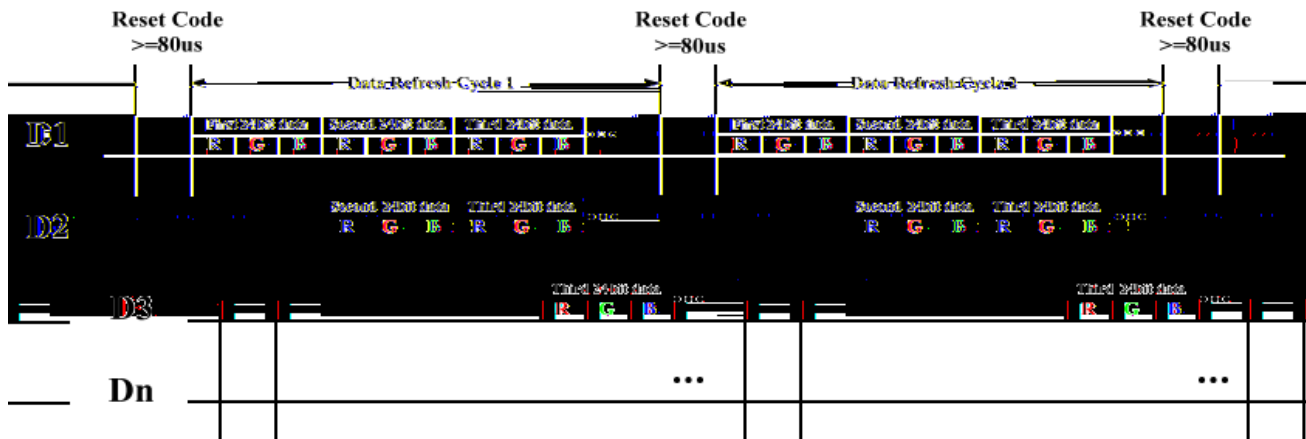 Reset Code Reset Code Reset Code
>=80us >=80us >=80us
Data Refresh Cycle 1 Data Refresh Cycle 2
D1 First 24bit data Second 24bit data Third 24bit data ... First 24bit data Second 24bit data Third 24bit data ...
R G B R G B R G B R G B R G B R G B
Second 24bit data Third 24bit data ... Second 24bit data Third 24bit data ...
D2 R G B R G B R G B R G B
Third 24bit data ... Third 24bit data ...
D3 R G B R G B
Dn ... ...